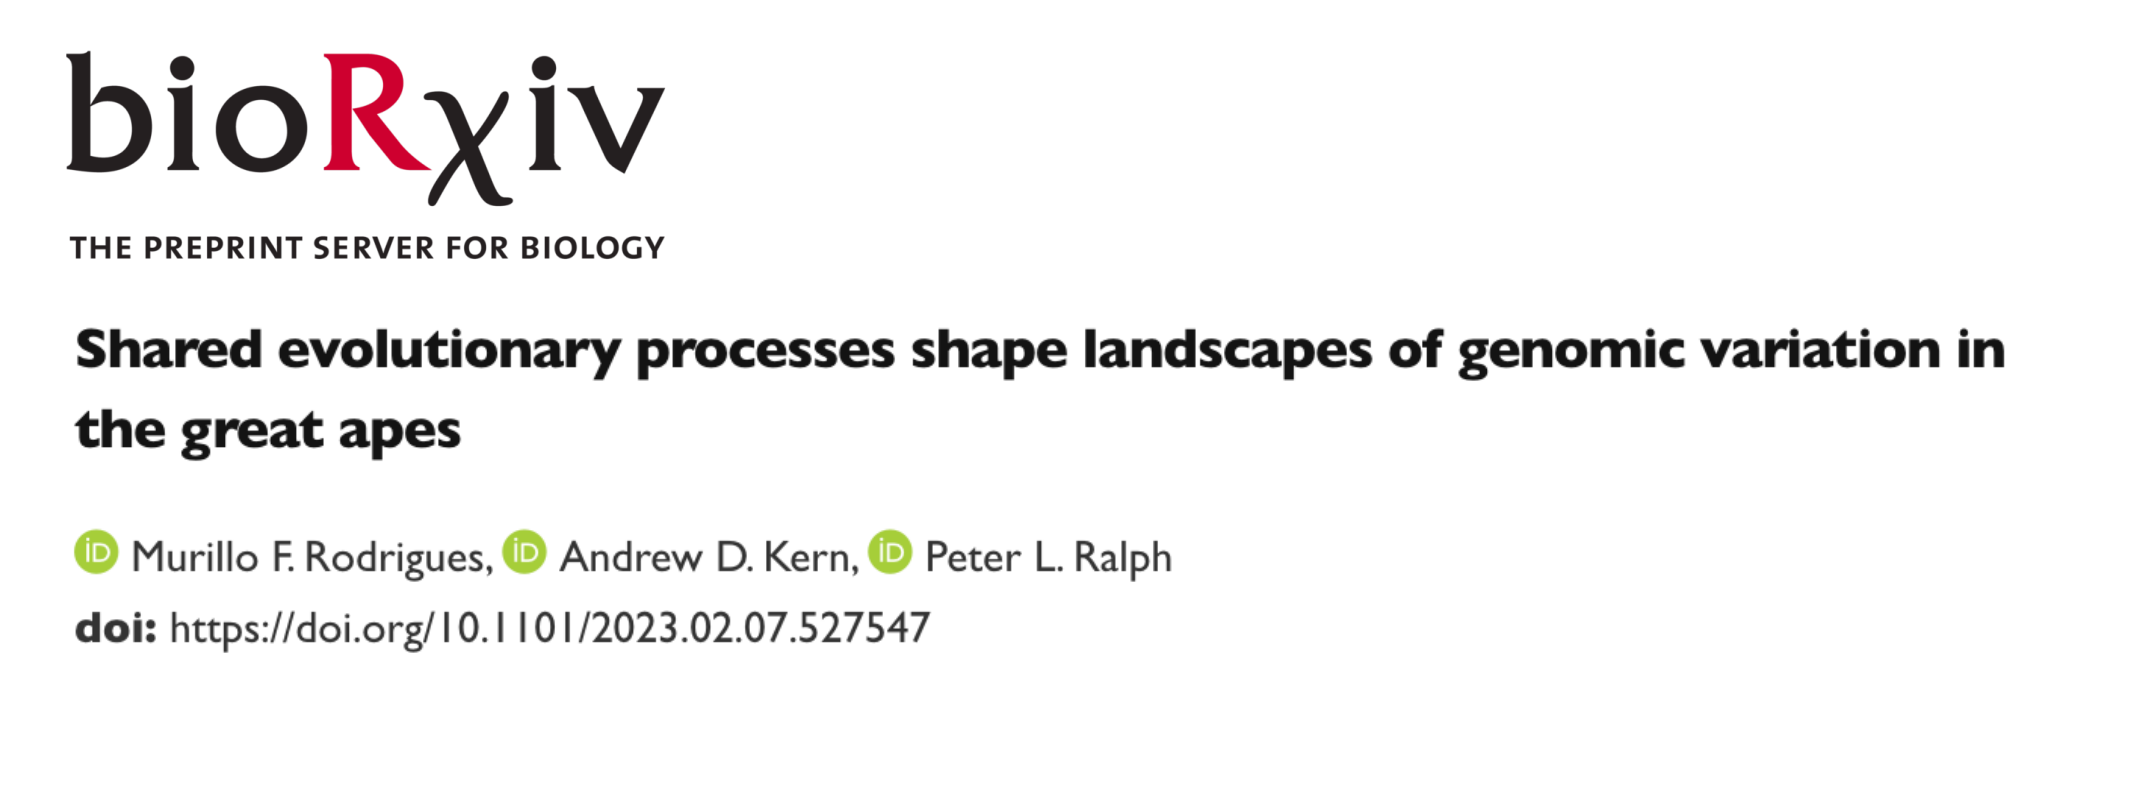 bioRχiv
THE PREPRINT SERVER FOR BIOLOGY
Shared evolutionary processes shape landscapes of genomic variation in
the great apes
iD Murillo F. Rodrigues, iD Andrew D. Kern, iD Peter L. Ralph
doi: https://doi.org/10.1101/2023.02.07.527547